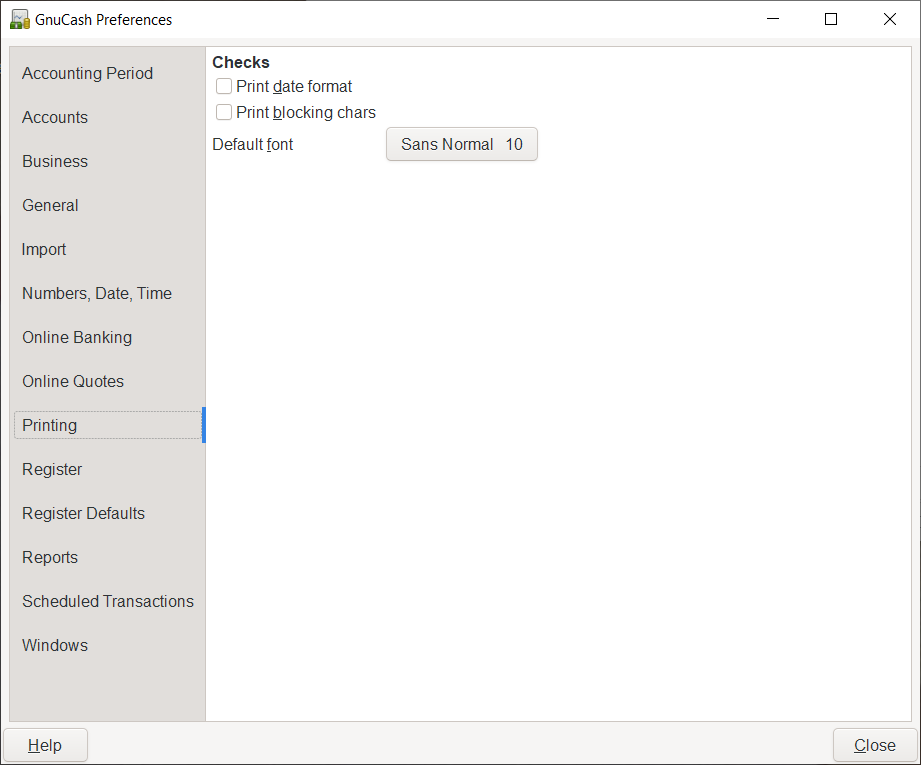 GnuCash Preferences
Accounting Period
Accounts
Business
General
Import
Numbers, Date, Time
Online Banking
Online Quotes
Printing
Register
Register Defaults
Reports
Scheduled Transactions
Windows
Checks
Print date format
Print blocking chars
Default font
Sans Normal 10
Help
Close